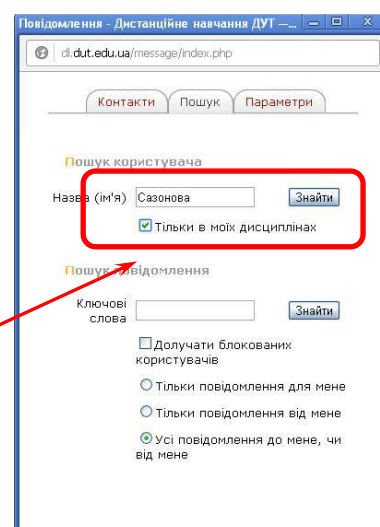 Повідомлення - Дистанційне навчання ДУТ —...
dl.dut.edu.ua/message/index.php
Контакти Пошук Параметри
Пошук користувача
Назва (ім'я) Сазонова Знайти
Тільки в моїх дисциплінах
Пошук повідомлення
Ключові слова Знайти
Долучати блокованих
користувачів
Тільки повідомлення для мене
Тільки повідомлення від мене
Усі повідомлення до мене, чи
від мене